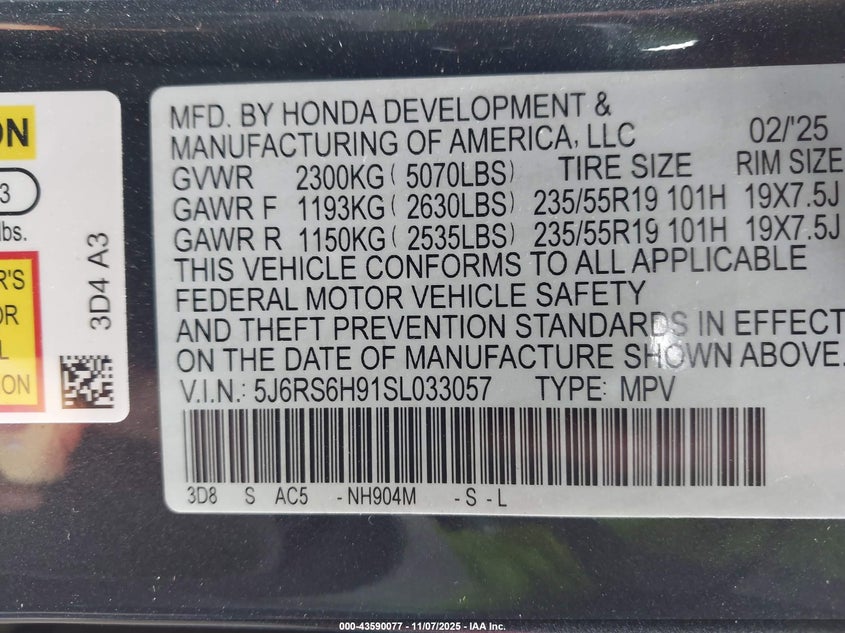 ON
3
lbs.
R'S
OR
L
ION
3D4 A3
MFD. BY HONDA DEVELOPMENT &
MANUFACTURING OF AMERICA, LLC 02/'25
GVWR 2300KG ( 5070LBS) TIRE SIZE RIM SIZE
GAWR F 1193KG ( 2630LBS) 235/55R19 101H 19X7.5J
GAWR R 1150KG ( 2535LBS) 235/55R19 101H 19X7.5J
THIS VEHICLE CONFORMS TO ALL APPLICABLE
FEDERAL MOTOR VEHICLE SAFETY
AND THEFT PREVENTION STANDARDS IN EFFECT
ON THE DATE OF MANUFACTURE SHOWN ABOVE.
V.I.N.: 5J6RS6H91SL033057 TYPE: MPV
3D8 S AC5 -NH904M -S -L
000-43590077 - 11/07/2025 - IAA Inc.